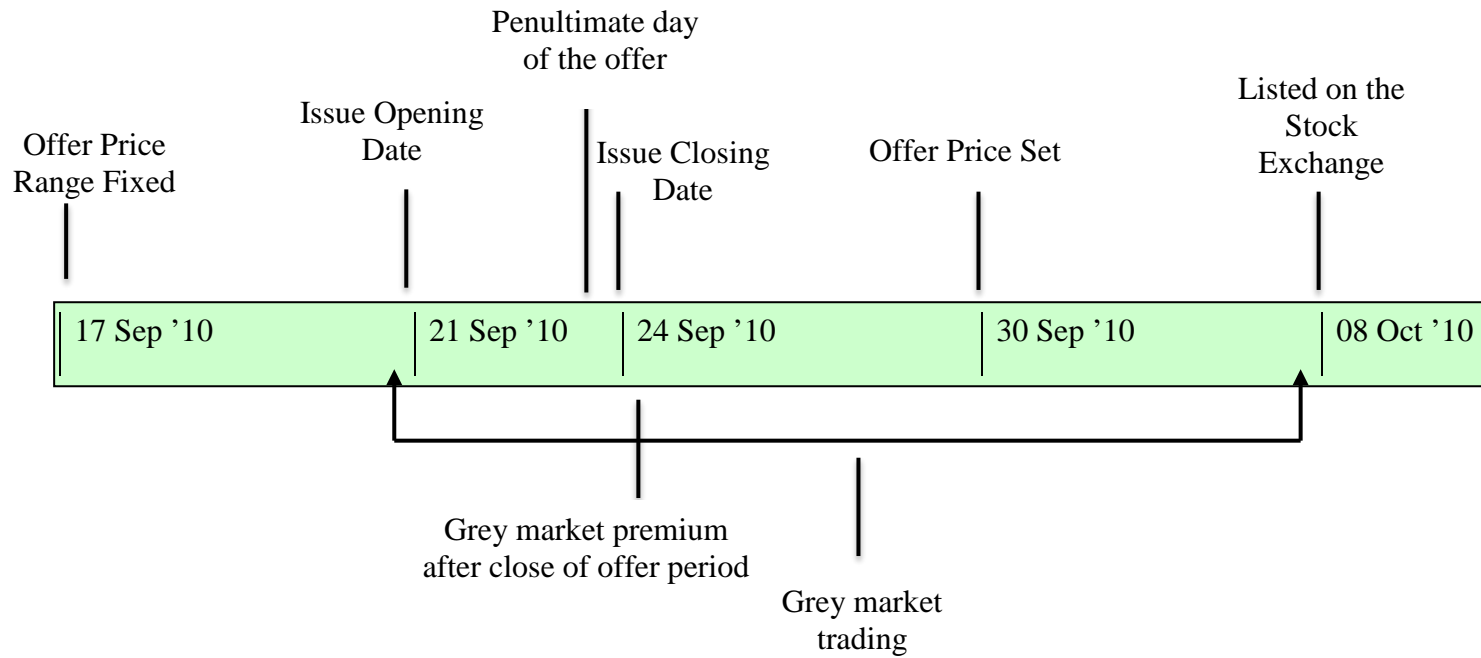 Penultimate day
of the offer
Listed on the
Stock
Exchange
Issue Opening
Date
Offer Price
Range Fixed
Issue Closing
Date
Offer Price Set
17 Sep ’10
21 Sep ’10
24 Sep ’10
30 Sep ’10
08 Oct ’10
Grey market premium
after close of offer period
Grey market
trading